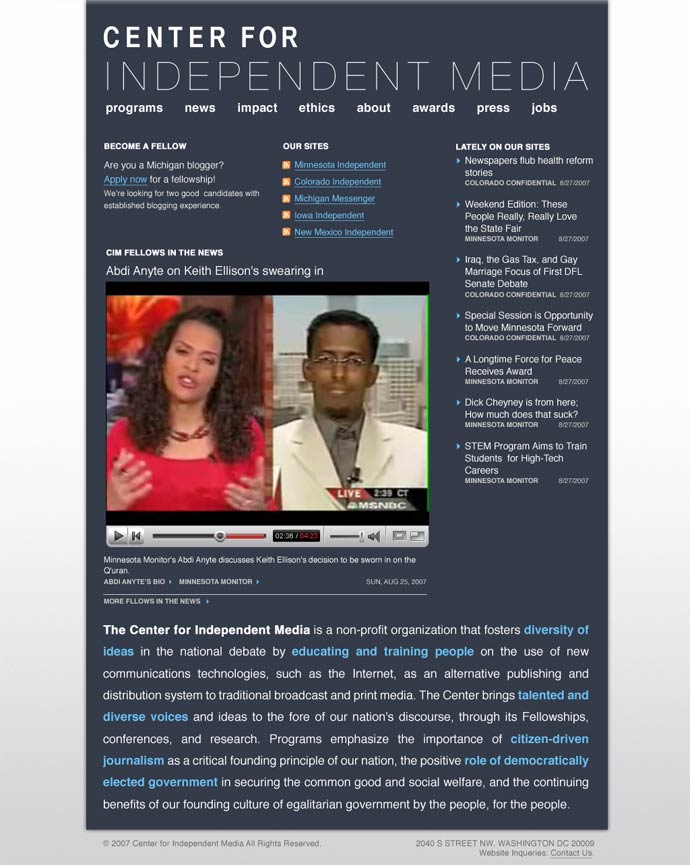 CENTER FOR
INDEPENDENT MEDIA
programs news impact ethics about awards press jobs
BECOME A FELLOW
Are you a Michigan blogger?
Apply now for a fellowship!
We're looking for two good candidates with
established blogging experience.
OUR SITES
Minnesota Independent
Colorado Independent
Michigan Messenger
Iowa Independent
New Mexico Independent
LATELY ON OUR SITES
Newspapers flub health reform
stories
COLORADO CONFIDENTIAL 8/27/2007
Weekend Edition: These
People Really, Really Love
the State Fair
MINNESOTA MONITOR 8/27/2007
Iraq, the Gas Tax, and Gay
Marriage Focus of First DFL
Senate Debate
COLORADO CONFIDENTIAL 8/27/2007
Special Session is Opportunity
to Move Minnesota Forward
COLORADO CONFIDENTIAL 8/27/2007
A Longtime Force for Peace
Receives Award
MINNESOTA MONITOR 8/27/2007
Dick Cheyney is from here;
How much does that suck?
MINNESOTA MONITOR 8/27/2007
STEM Program Aims to Train
Students for High-Tech
Careers
MINNESOTA MONITOR 8/27/2007
CIM FELLOWS IN THE NEWS
Abdi Anyte on Keith Ellison's swearing in
LIVE 2:39 CT
MSNBC
02:36 / 04:23
Minnesota Monitor's Abdi Anyte discusses Keith Ellison's decision to be sworn in on the
Q'uran.
ABDI ANYTE'S BIO MINNESOTA MONITOR SUN, AUG 25, 2007
MORE FLLOWS IN THE NEWS
The Center for Independent Media is a non-profit organization that fosters diversity of
ideas in the national debate by educating and training people on the use of new
communications technologies, such as the Internet, as an alternative publishing and
distribution system to traditional broadcast and print media. The Center brings talented and
diverse voices and ideas to the fore of our nation's discourse, through its Fellowships,
conferences, and research. Programs emphasize the importance of citizen-driven
journalism as a critical founding principle of our nation, the positive role of democratically
elected government in securing the common good and social welfare, and the continuing
benefits of our founding culture of egalitarian government by the people, for the people.
© 2007 Center for Independent Media All Rights Reserved.
2040 S STREET NW, WASHINGTON DC 20009
Website Inqueries: Contact Us.